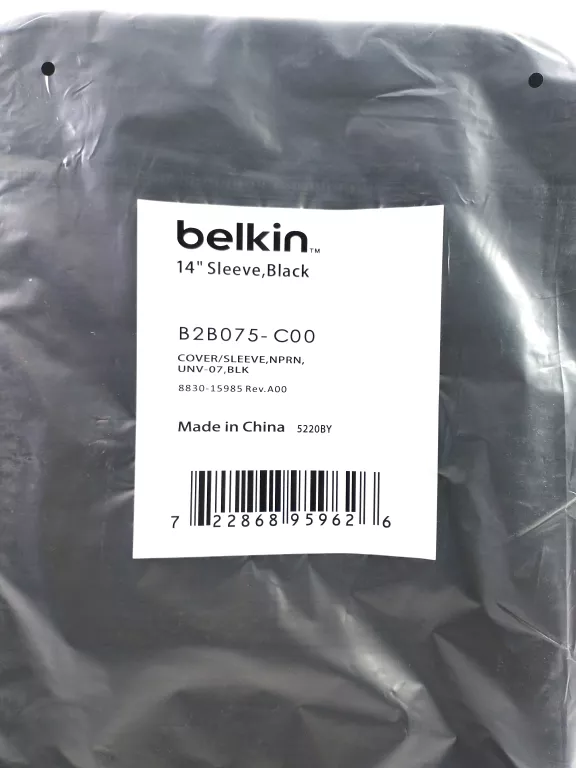 belkin™
14" Sleeve,Black
B2B075-C00
COVER/SLEEVE,NPRN,
UNV-07,BLK
8830-15985 Rev.A00
Made in China 5220BY
7 22868 95962 6